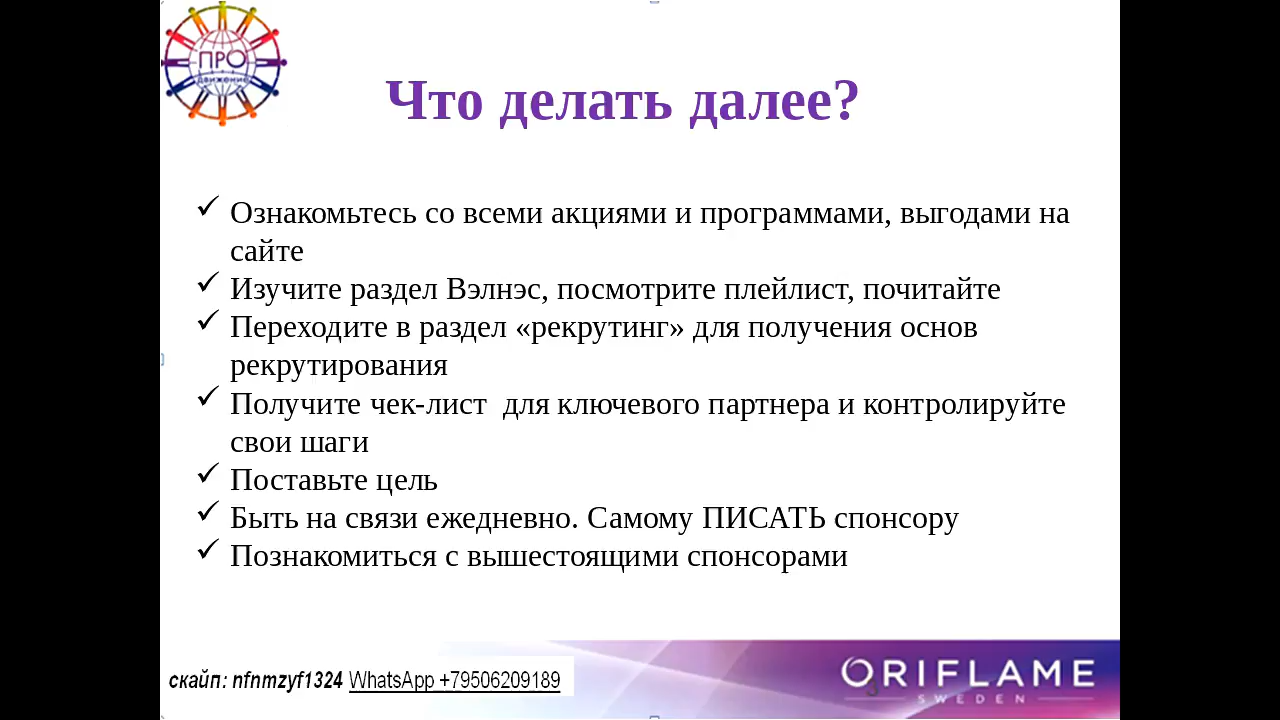 ПРО
движение
Что делать далее?
Ознакомьтесь со всеми акциями и программами, выгодами на
сайте
Изучите раздел Вэлнэс, посмотрите плейлист, почитайте
Переходите в раздел «рекрутинг» для получения основ
рекрутирования
Получите чек-лист для ключевого партнера и контролируйте
свои шаги
Поставьте цель
Быть на связи ежедневно. Самому ПИСАТЬ спонсору
Познакомиться с вышестоящими спонсорами
скайп: nfnmzyf1324 WhatsApp +79506209189
ORIFLAME
SWEDEN